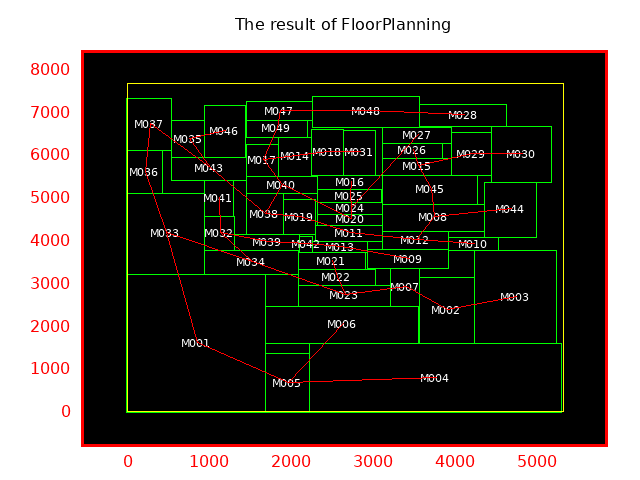 The result of FloorPlanning
8000
7000
6000
5000
4000
3000
2000
1000
0
M047 M048 M028
M037 M035 M046 M049 M027
M017 M014 M018 M031 M026 M029 M030
M036 M043 M015
M040 M016 M045
M041 M025
M038 M019 M024 M008 M044
M020
M033 M032 M039 M042 M011 M012 M010
M013
M034 M021 M009
M022
M023 M007 M003
M002
M006
M001
M005 M004
0 1000 2000 3000 4000 5000